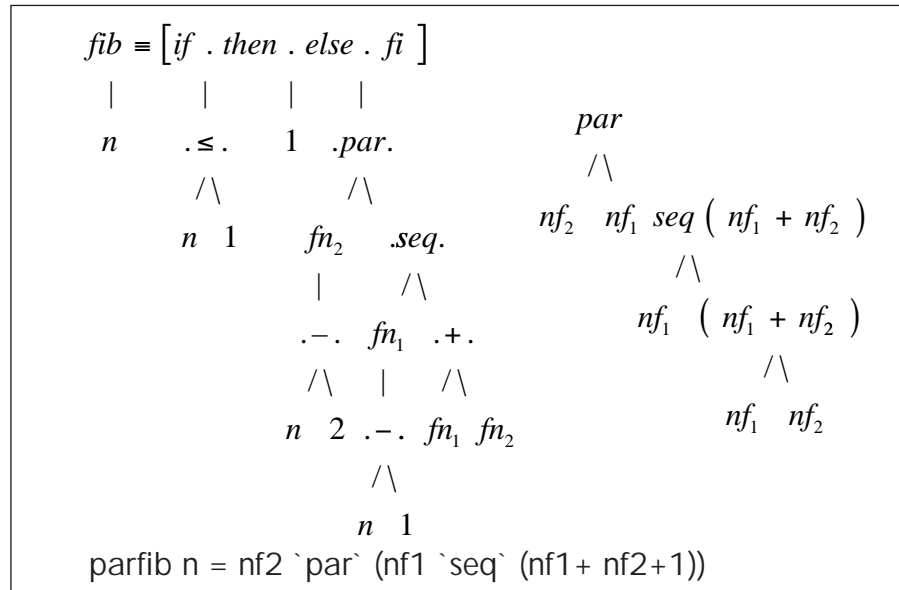 fib ≡ [if . then . else . fi ]
| | | |
n . ≤ . 1 .par.
/\ /\
n 1 fn₂ .seq.
| /\
. − . fn₁ . + .
/\ | /\
n 2 . − . fn₁ fn₂
/\
n 1
par
/\
nf₂ nf₁ seq ( nf₁ + nf₂ )
/\
nf₁ ( nf₁ + nf₂ )
/\
nf₁ nf₂
parfib n = nf2 `par` (nf1 `seq` (nf1+ nf2+1))